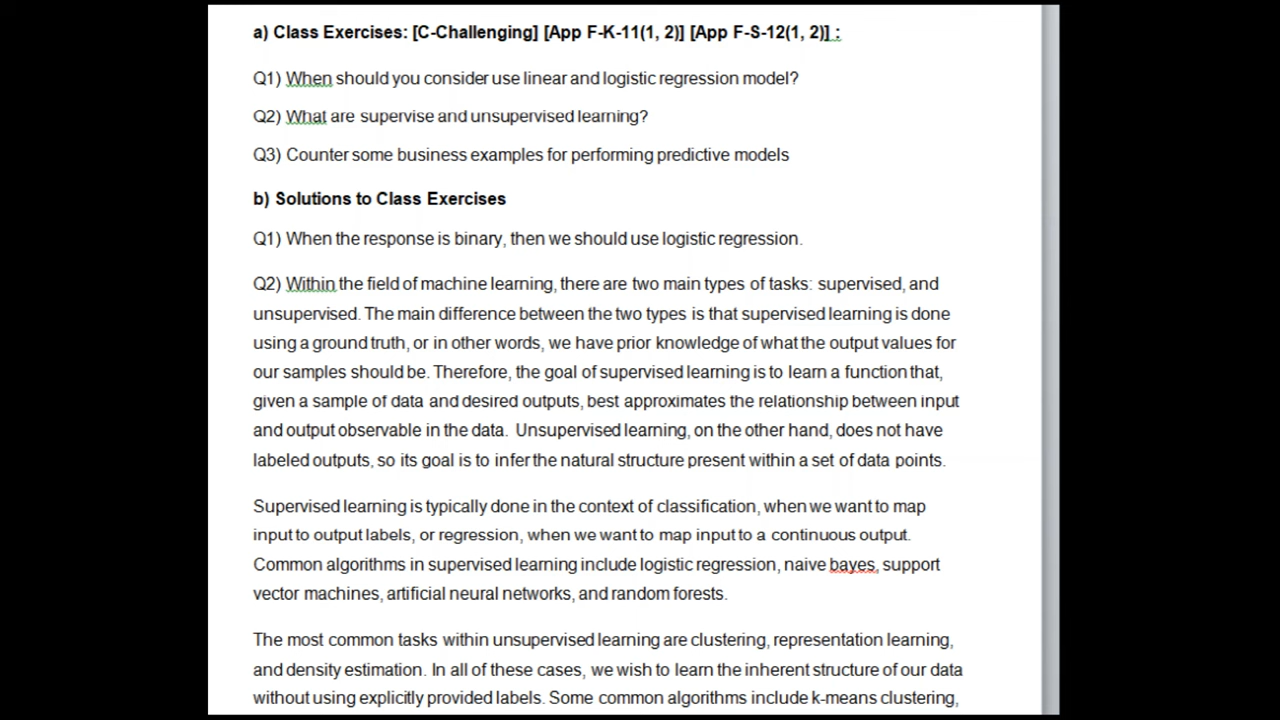 a) Class Exercises: [C-Challenging] [App F-K-11(1, 2)] [App F-S-12(1, 2)] :
Q1) When should you consider use linear and logistic regression model?
Q2) What are supervise and unsupervised learning?
Q3) Counter some business examples for performing predictive models
b) Solutions to Class Exercises
Q1) When the response is binary, then we should use logistic regression.
Q2) Within the field of machine learning, there are two main types of tasks: supervised, and
unsupervised. The main difference between the two types is that supervised learning is done
using a ground truth, or in other words, we have prior knowledge of what the output values for
our samples should be. Therefore, the goal of supervised learning is to learn a function that,
given a sample of data and desired outputs, best approximates the relationship between input
and output observable in the data. Unsupervised learning, on the other hand, does not have
labeled outputs, so its goal is to infer the natural structure present within a set of data points.
Supervised learning is typically done in the context of classification, when we want to map
input to output labels, or regression, when we want to map input to a continuous output.
Common algorithms in supervised learning include logistic regression, naive bayes, support
vector machines, artificial neural networks, and random forests.
The most common tasks within unsupervised learning are clustering, representation learning,
and density estimation. In all of these cases, we wish to learn the inherent structure of our data
without using explicitly provided labels. Some common algorithms include k-means clustering,